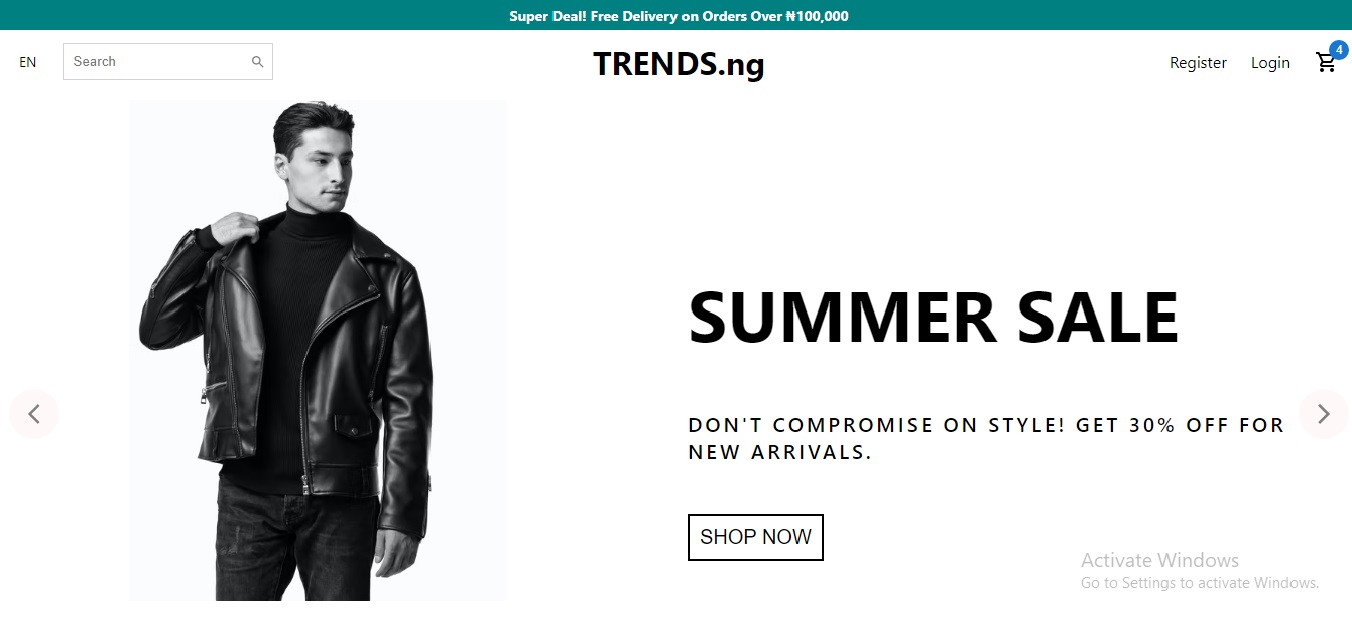 Super Deal! Free Delivery on Orders Over ₦100,000
EN
Search
TRENDS.ng
Register
Login
4
SUMMER SALE
DON'T COMPROMISE ON STYLE! GET 30% OFF FOR
NEW ARRIVALS.
SHOP NOW
Activate Windows
Go to Settings to activate Windows.